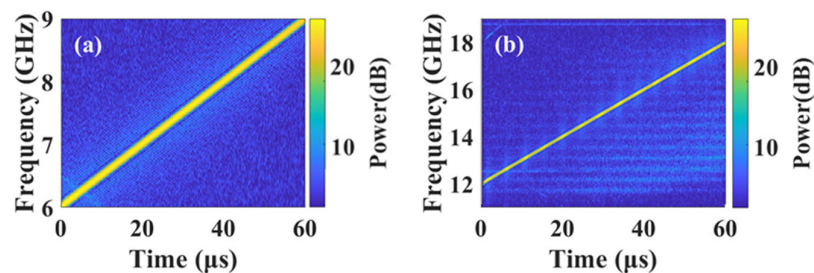 (a)
Frequency (GHz)
9
8
7
6
0 20 40 60
Time (μs)
Power(dB)
20
10
(b)
Frequency (GHz)
18
16
14
12
0 20 40 60
Time (μs)
Power(dB)
20
10